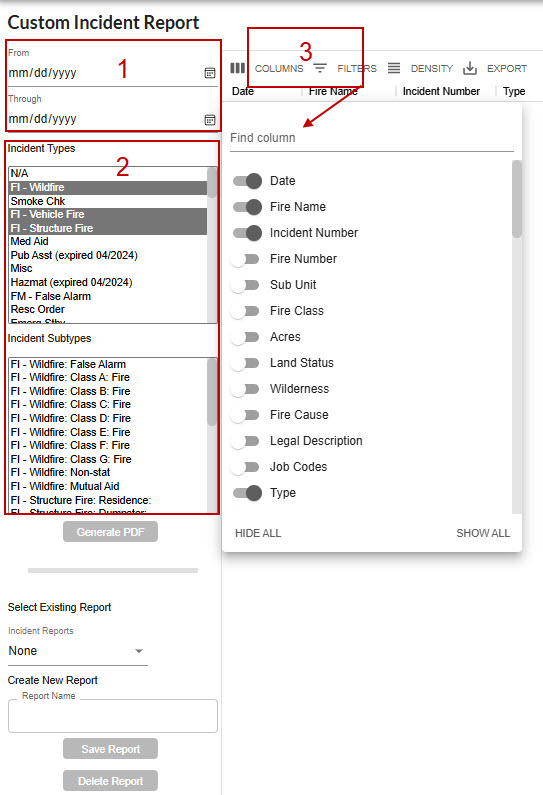 Custom Incident Report
From
mm/dd/yyyy
1
Through
mm/dd/yyyy
Incident Types
2
N/A
FI - Wildfire
Smoke Chk
FI - Vehicle Fire
FI - Structure Fire
Med Aid
Pub Asst (expired 04/2024)
Misc
Hazmat (expired 04/2024)
FM - False Alarm
Resc Order
Emerg Stby
Incident Subtypes
FI - Wildfire: False Alarm
FI - Wildfire: Class A: Fire
FI - Wildfire: Class B: Fire
FI - Wildfire: Class C: Fire
FI - Wildfire: Class D: Fire
FI - Wildfire: Class E: Fire
FI - Wildfire: Class F: Fire
FI - Wildfire: Class G: Fire
FI - Wildfire: Non-stat
FI - Wildfire: Mutual Aid
FI - Structure Fire: Residence:
FI - Structure Fire: Dumpster:
Generate PDF
Select Existing Report
Incident Reports
None
Create New Report
Report Name
Save Report
Delete Report
3
COLUMNS FILTERS DENSITY EXPORT
Date Fire Name Incident Number Type
Find column
Date
Fire Name
Incident Number
Fire Number
Sub Unit
Fire Class
Acres
Land Status
Wilderness
Fire Cause
Legal Description
Job Codes
Type
HIDE ALL SHOW ALL